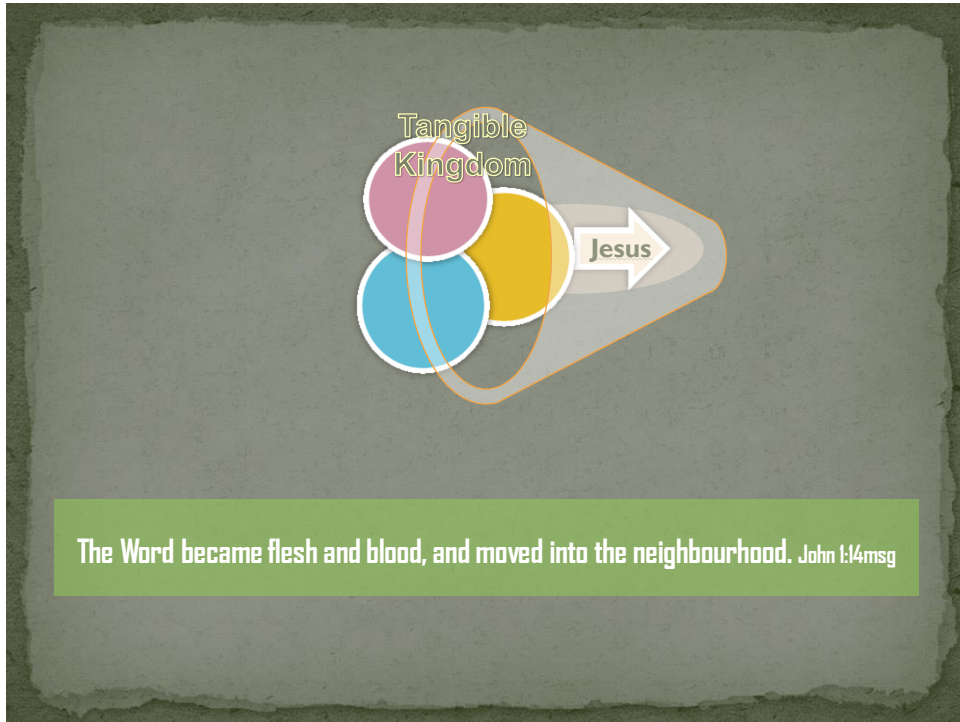 Tangible
Kingdom
Jesus
The Word became flesh and blood, and moved into the neighbourhood. John 1:14msg